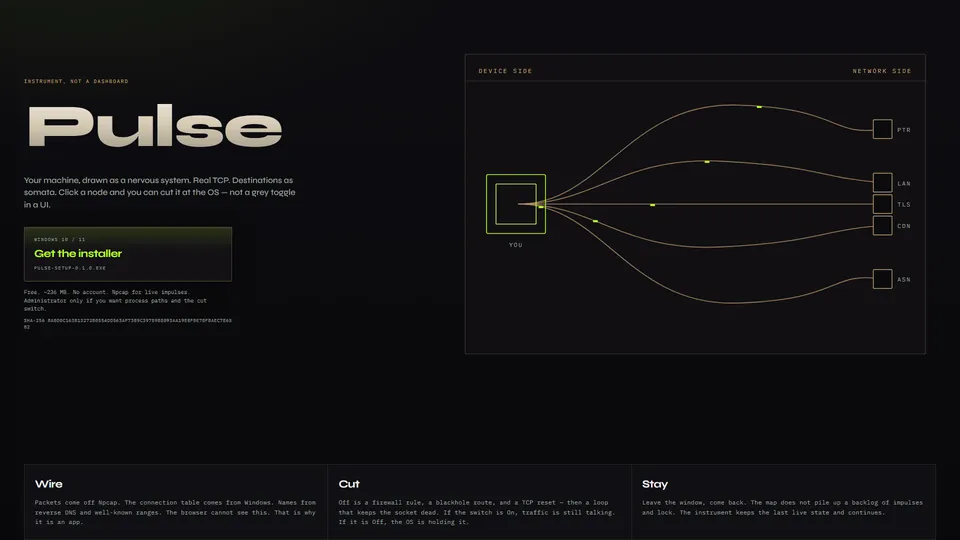 INSTRUMENT, NOT A DASHBOARD
Pulse
Your machine, drawn as a nervous system. Real TCP. Destinations as
somata. Click a node and you can cut it at the OS — not a grey toggle
in a UI.
WINDOWS 10 / 11
Get the installer
PULSE-SETUP-0.1.0.EXE
Free. ~236 MB. No account. Npcap for live impulses.
Administrator only if you want process paths and the cut
switch.
SHA-256
DEVICE SIDE
NETWORK SIDE
PTR
LAN
TLS
CDN
ASN
YOU
Wire
Packets come off Npcap. The connection table comes from Windows. Names from
reverse DNS and well-known ranges. The browser cannot see this. That is why
it is an app.
Cut
Off is a firewall rule, a blackhole route, and a TCP reset — then a loop
that keeps the socket dead. If the switch is On, traffic is still talking.
If it is Off, the OS is holding it.
Stay
Leave the window, come back. The map does not pile up a backlog of impulses
and lock. The instrument keeps the last live state and continues.